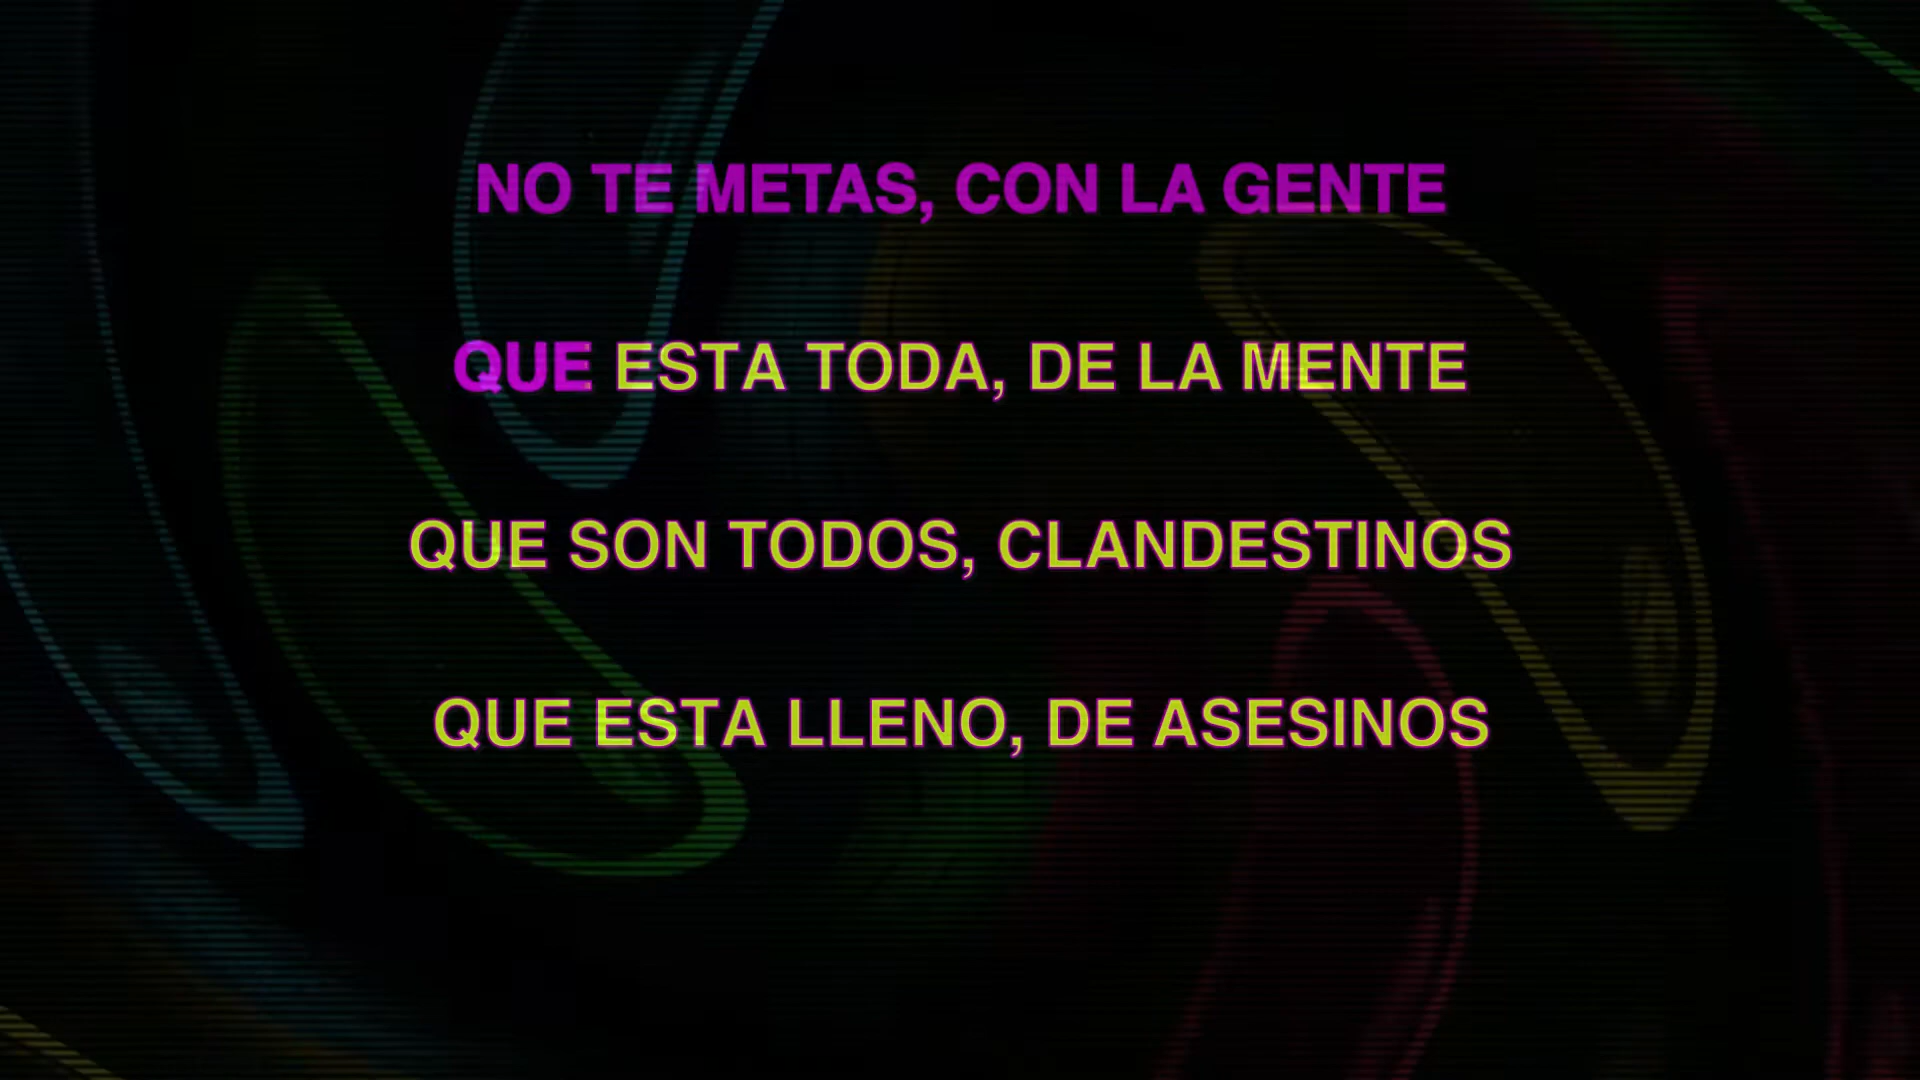 NO TE METAS, CON LA GENTE
QUE ESTA TODA, DE LA MENTE
QUE SON TODOS, CLANDESTINOS
QUE ESTA LLENO, DE ASESINOS